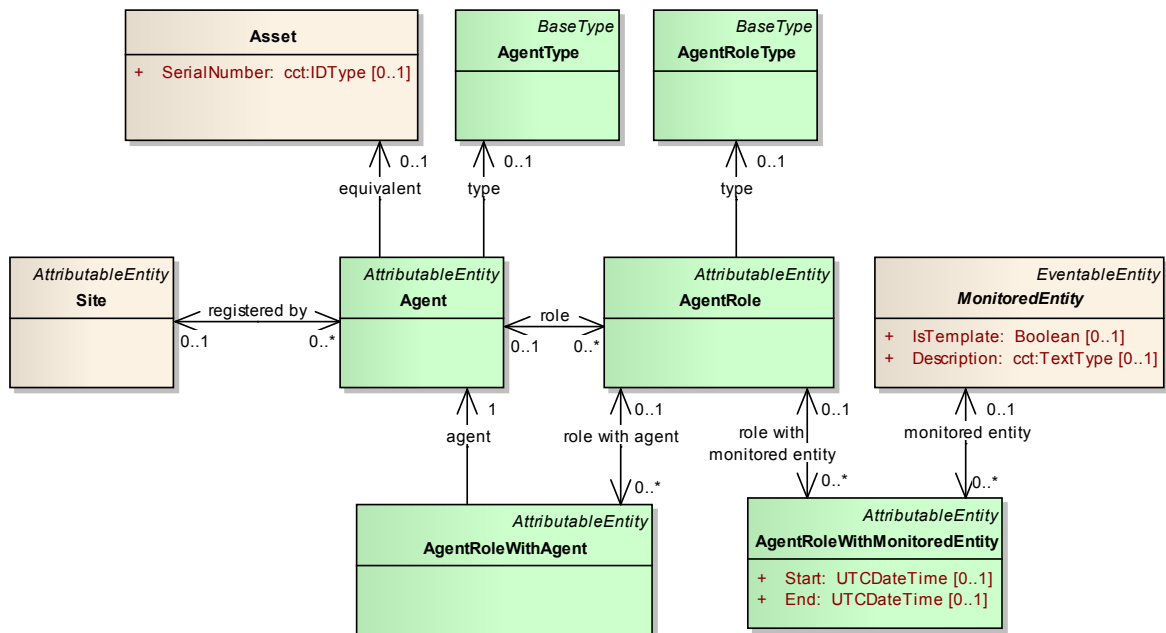 Asset
+ SerialNumber: cct:IDType [0..1]
BaseType
AgentType
BaseType
AgentRoleType
0..1
equivalent
0..1
type
0..1
type
AttributableEntity
Site
registered by
0..1
0..*
AttributableEntity
Agent
role
0..1
0..*
AttributableEntity
AgentRole
EventableEntity
MonitoredEntity
+ IsTemplate: Boolean [0..1]
+ Description: cct:TextType [0..1]
1
agent
0..1
role with agent
0..*
0..1
role with
monitored entity
0..*
0..1
monitored entity
0..*
AttributableEntity
AgentRoleWithAgent
AttributableEntity
AgentRoleWithMonitoredEntity
+ Start: UTCDateTime [0..1]
+ End: UTCDateTime [0..1]